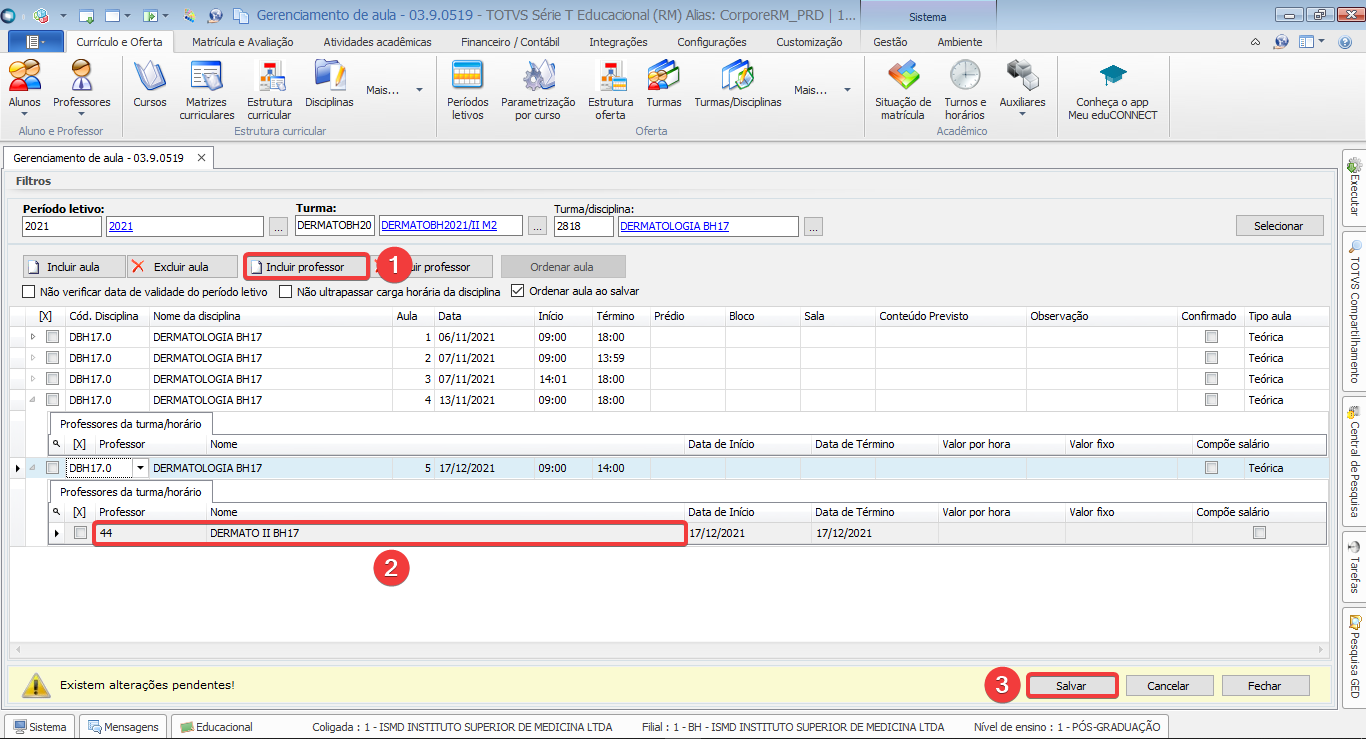 Gerenciamento de aula - 03.9.0519 - TOTVS Série T Educacional (RM) Alias: CorporeRM_PRD | 1...
Sistema
Currículo e Oferta
Matrícula e Avaliação
Atividades acadêmicas
Financeiro / Contábil
Integrações
Configurações
Customização
Gestão
Ambiente
Alunos
Professores
Cursos
Matrizes curriculares
Estrutura curricular
Disciplinas
Mais...
Períodos letivos
Parametrização por curso
Estrutura oferta
Turmas
Turmas/Disciplinas
Mais...
Situação de matrícula
Turnos e horários
Auxiliares
Conheça o app Meu eduCONNECT
Aluno e Professor
Estrutura curricular
Oferta
Acadêmico
Gerenciamento de aula - 03.9.0519
Filtros
Período letivo:
Turma:
Turma/disciplina:
2021
2021
...
DERMATOBH20
DERMATOBH2021/II M2
...
2818
DERMATOLOGIA BH17
...
Selecionar
Incluir aula
Excluir aula
Incluir professor
1
uir professor
Ordenar aula
Não verificar data de validade do período letivo
Não ultrapassar carga horária da disciplina
Ordenar aula ao salvar
[X] Cód. Disciplina Nome da disciplina Aula Data Início Término Prédio Bloco Sala Conteúdo Previsto Observação Confirmado Tipo aula
DBH17.0 DERMATOLOGIA BH17 1 06/11/2021 09:00 18:00 Teórica
DBH17.0 DERMATOLOGIA BH17 2 07/11/2021 09:00 13:59 Teórica
DBH17.0 DERMATOLOGIA BH17 3 07/11/2021 14:01 18:00 Teórica
DBH17.0 DERMATOLOGIA BH17 4 13/11/2021 09:00 18:00 Teórica
Professores da turma/horário
[X] Professor Nome Data de Início Data de Término Valor por hora Valor fixo Compõe salário
DBH17.0 DERMATOLOGIA BH17 5 17/12/2021 09:00 14:00 Teórica
Professores da turma/horário
[X] Professor Nome Data de Início Data de Término Valor por hora Valor fixo Compõe salário
44 DERMATO II BH17 17/12/2021 17/12/2021
2
Existem alterações pendentes!
3
Salvar
Cancelar
Fechar
Executar
TOTVS Compartilhamento
Central de Pesquisa
Tarefas
Pesquisa GED
Sistema
Mensagens
Educacional
Coligada : 1 - ISMD INSTITUTO SUPERIOR DE MEDICINA LTDA
Filial : 1 - BH - ISMD INSTITUTO SUPERIOR DE MEDICINA LTDA
Nível de ensino : 1 - PÓS-GRADUAÇÃO